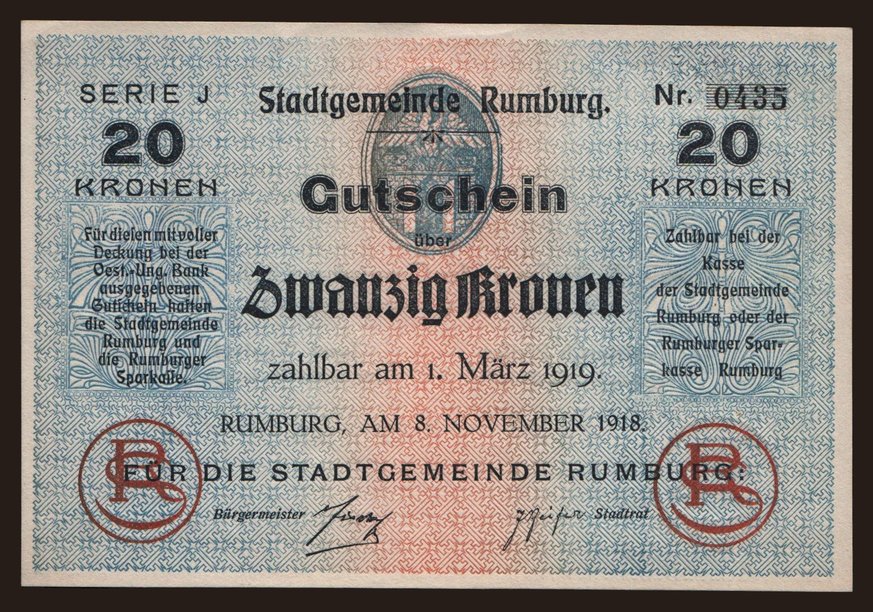 SERIE J
Stadtgemeinde Rumburg.
Nr. 0435
20
KRONEN
20
KRONEN
Gutschein
über
Zwanzig Kronen
zahlbar am 1. März 1919.
Für diesen mit voller
Deckung bei der
Oest.-Ung. Bank
ausgegebenen
Gutschein haften
die Stadtgemeinde
Rumburg und
die Rumburger
Sparkasse.
Zahlbar bei der
Kasse
der Stadtgemeinde
Rumburg oder der
Rumburger Spar-
kasse Rumburg
RUMBURG, AM 8. NOVEMBER 1918.
FÜR DIE STADTGEMEINDE RUMBURG:
Bürgermeister
Stadtrat
RS
RS